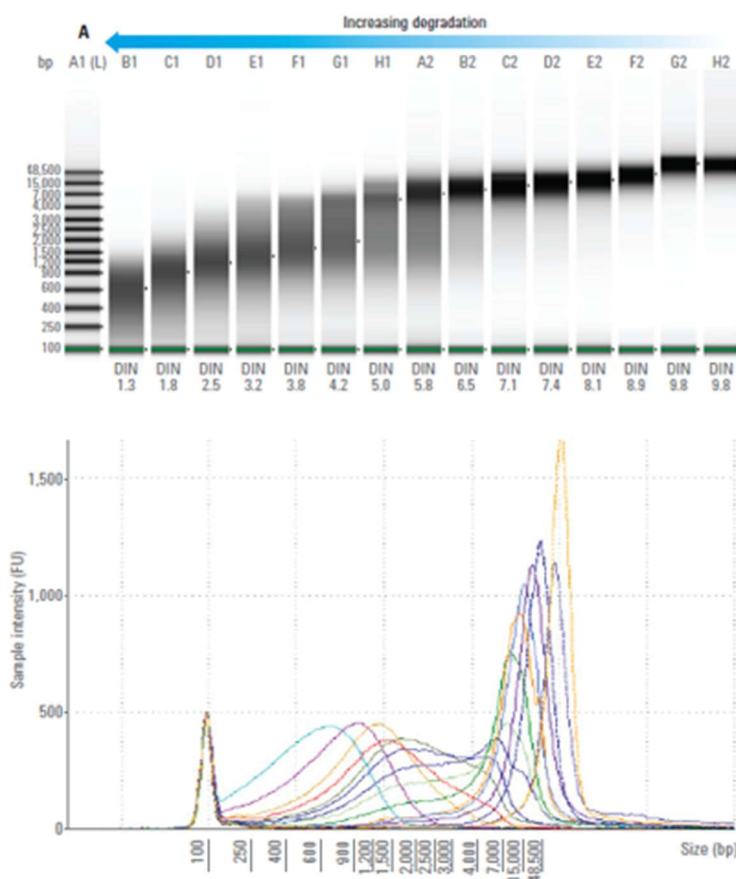 Increasing degradation
A
bp A1 (L) B1 C1 D1 E1 F1 G1 H1 A2 B2 C2 D2 E2 F2 G2 H2
48,500
15,000
7,000
4,000
3,000
2,500
2,000
1,500
1,200
900
600
400
250
100
DIN DIN DIN DIN DIN DIN DIN DIN DIN DIN DIN DIN DIN DIN DIN
1.3 1.8 2.5 3.2 3.8 4.2 5.0 5.8 6.5 7.1 7.4 8.1 8.9 9.8 9.8
1,500
1,000
500
0
Sample intensity (FU)
100 250 400 600 900 1,200 1,500 2,000 2,500 3,000 4,000 7,000 15,000 48,500
Size (bp)